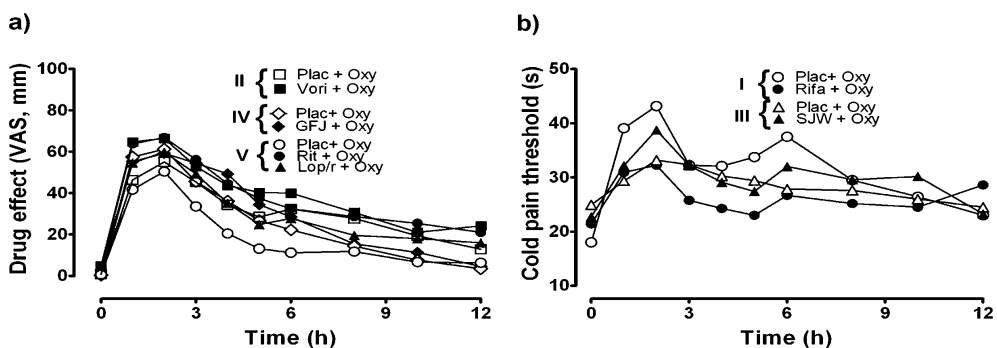 a)
Drug effect (VAS, mm)
100
80
60
40
20
0
0 3 6 9 12
Time (h)
II { Plac + Oxy
Vori + Oxy
IV { Plac+ Oxy
GFJ + Oxy
V { Plac+ Oxy
Rit + Oxy
Lop/r + Oxy
b)
Cold pain threshold (s)
50
40
30
20
10
0 3 6 9 12
Time (h)
I { Plac+ Oxy
Rifa + Oxy
III { Plac + Oxy
SJW + Oxy